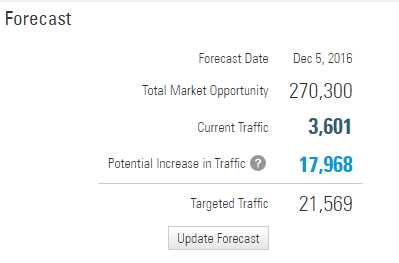 Forecast
Forecast Date Dec 5, 2016
Total Market Opportunity 270,300
Current Traffic 3,601
Potential Increase in Traffic ? 17,968
Targeted Traffic 21,569
Update Forecast